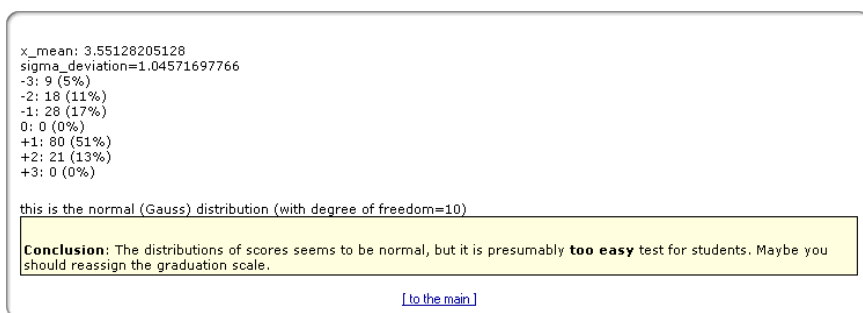 x_mean: 3.55128205128
sigma_deviation=1.04571697766
-3: 9 (5%)
-2: 18 (11%)
-1: 28 (17%)
0: 0 (0%)
+1: 80 (51%)
+2: 21 (13%)
+3: 0 (0%)
this is the normal (Gauss) distribution (with degree of freedom=10)
Conclusion: The distributions of scores seems to be normal, but it is presumably too easy test for students. Maybe you
should reassign the graduation scale.
[ to the main ]